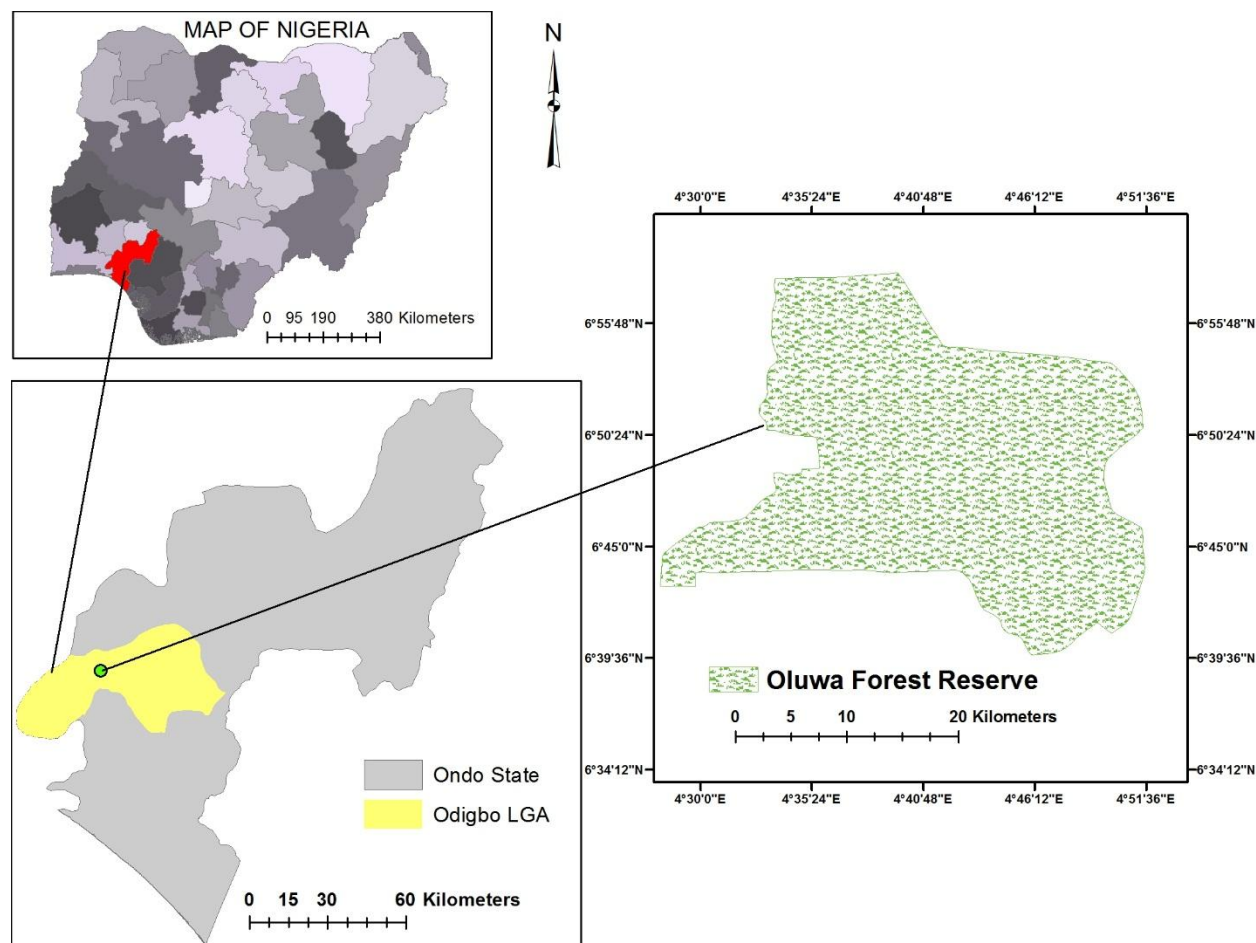 MAP OF NIGERIA
0 95 190 380 Kilometers
N
Ondo State
Odigbo LGA
0 15 30 60 Kilometers
4°30'0"E 4°35'24"E 4°40'48"E 4°46'12"E 4°51'36"E
6°55'48"N 6°55'48"N
6°50'24"N 6°50'24"N
6°45'0"N 6°45'0"N
6°39'36"N 6°39'36"N
Oluwa Forest Reserve
0 5 10 20 Kilometers
6°34'12"N 6°34'12"N
4°30'0"E 4°35'24"E 4°40'48"E 4°46'12"E 4°51'36"E